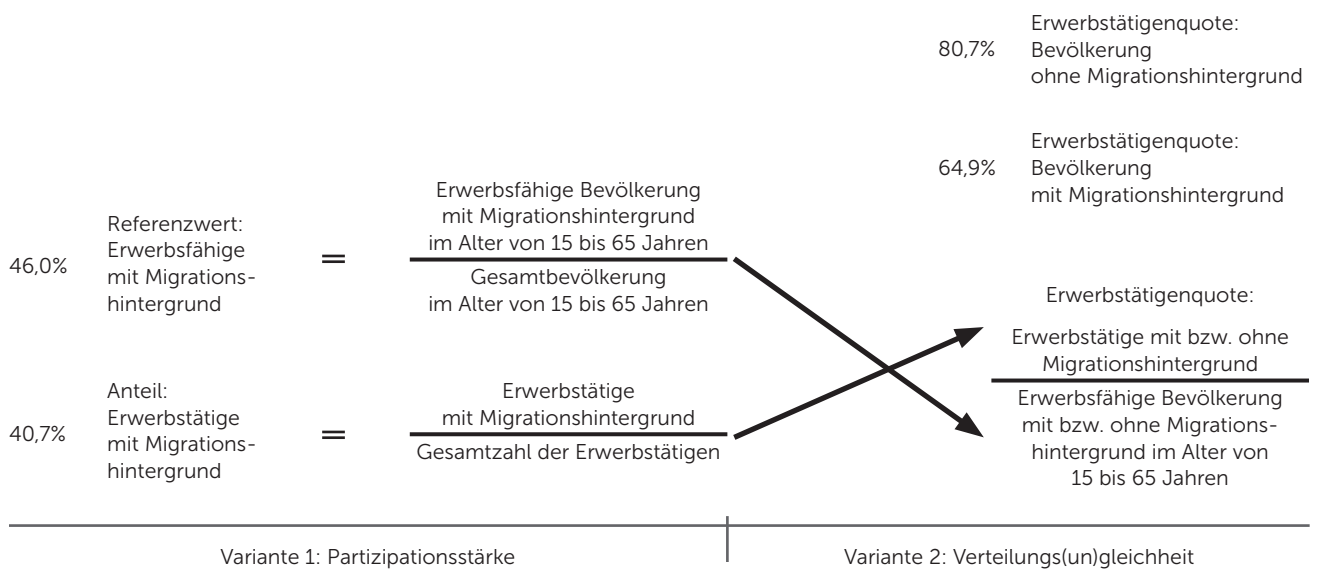 80,7%
Erwerbstätigenquote:
Bevölkerung
ohne Migrationshintergrund
64,9%
Erwerbstätigenquote:
Bevölkerung
mit Migrationshintergrund
46,0%
Referenzwert:
Erwerbsfähige
mit Migrations-
hintergrund
=
Erwerbsfähige Bevölkerung
mit Migrationshintergrund
im Alter von 15 bis 65 Jahren
Gesamtbevölkerung
im Alter von 15 bis 65 Jahren
40,7%
Anteil:
Erwerbstätige
mit Migrations-
hintergrund
=
Erwerbstätige
mit Migrationshintergrund
Gesamtzahl der Erwerbstätigen
Erwerbstätigenquote:
Erwerbstätige mit bzw. ohne
Migrationshintergrund
Erwerbsfähige Bevölkerung
mit bzw. ohne Migrations-
hintergrund im Alter von
15 bis 65 Jahren
Variante 1: Partizipationsstärke
Variante 2: Verteilungs(un)gleichheit